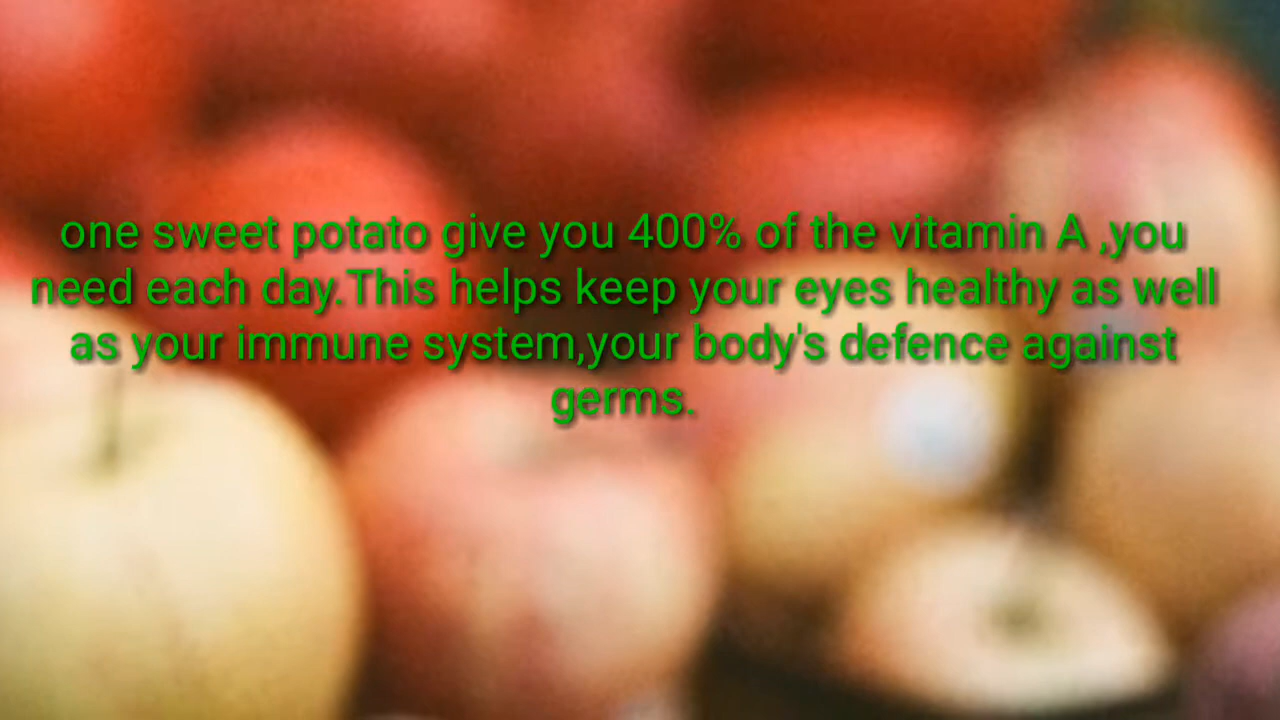 one sweet potato give you 400% of the vitamin A ,you
need each day.This helps keep your eyes healthy as well
as your immune system,your body's defence against
germs.